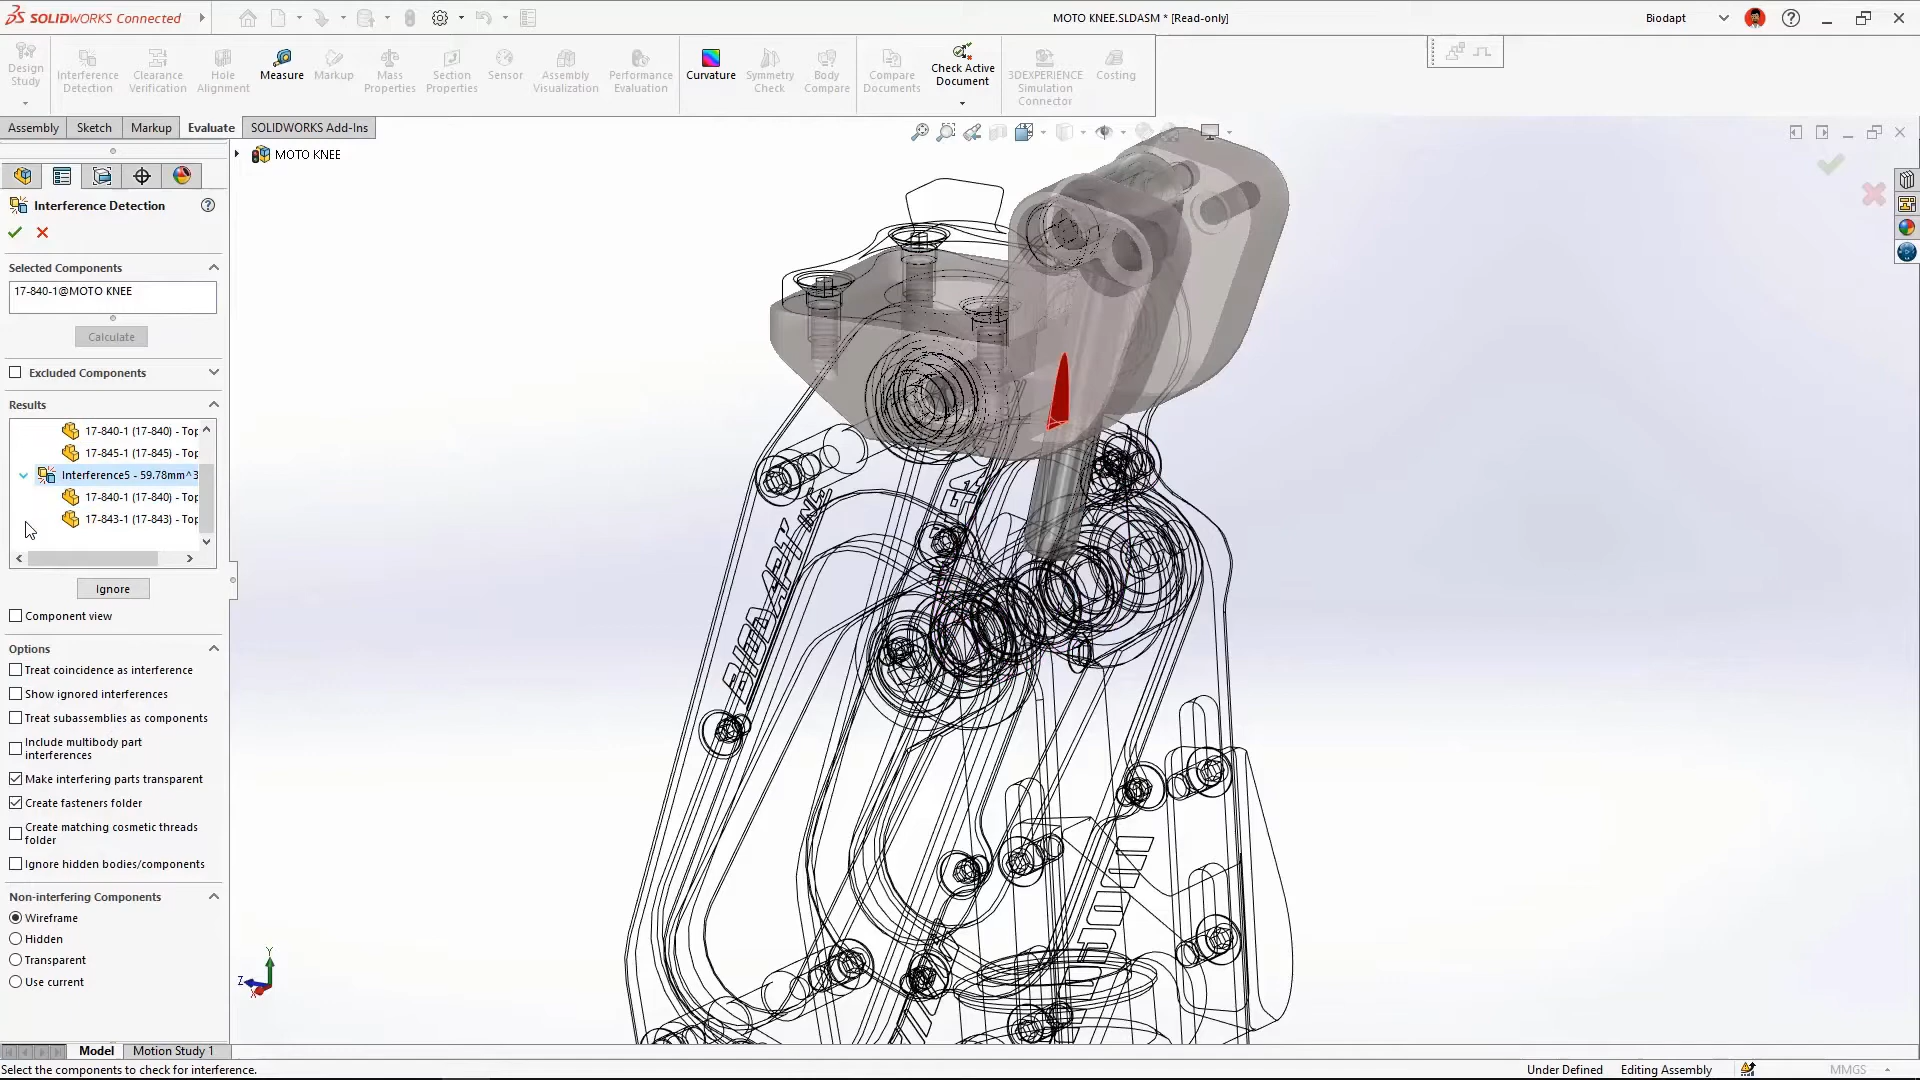 SOLIDWORKS Connected
MOTO KNEE.SLDASM * [Read-only]
Biodapt
Design
Study
Interference
Detection
Clearance
Verification
Hole
Alignment
Measure
Markup
Mass
Properties
Section
Properties
Sensor
Assembly
Visualization
Performance
Evaluation
Curvature
Symmetry
Check
Body
Compare
Compare
Documents
Check Active
Document
3DEXPERIENCE
Simulation
Connector
Costing
Assembly
Sketch
Markup
Evaluate
SOLIDWORKS Add-Ins
MOTO KNEE
Interference Detection
Selected Components
17-840-1@MOTO KNEE
Calculate
Excluded Components
Results
17-840-1 (17-840) - Top
17-845-1 (17-845) - Top
Interference5 - 59.78mm^3
17-840-1 (17-840) - Top
17-843-1 (17-843) - Top
Ignore
Component view
Options
Treat coincidence as interference
Show ignored interferences
Treat subassemblies as components
Include multibody part
interferences
Make interfering parts transparent
Create fasteners folder
Create matching cosmetic threads
folder
Ignore hidden bodies/components
Non-interfering Components
Wireframe
Hidden
Transparent
Use current
BIODAPT INC
Y
Z
X
Model
Motion Study 1
Select the components to check for interference.
Under Defined
Editing Assembly
MMGS